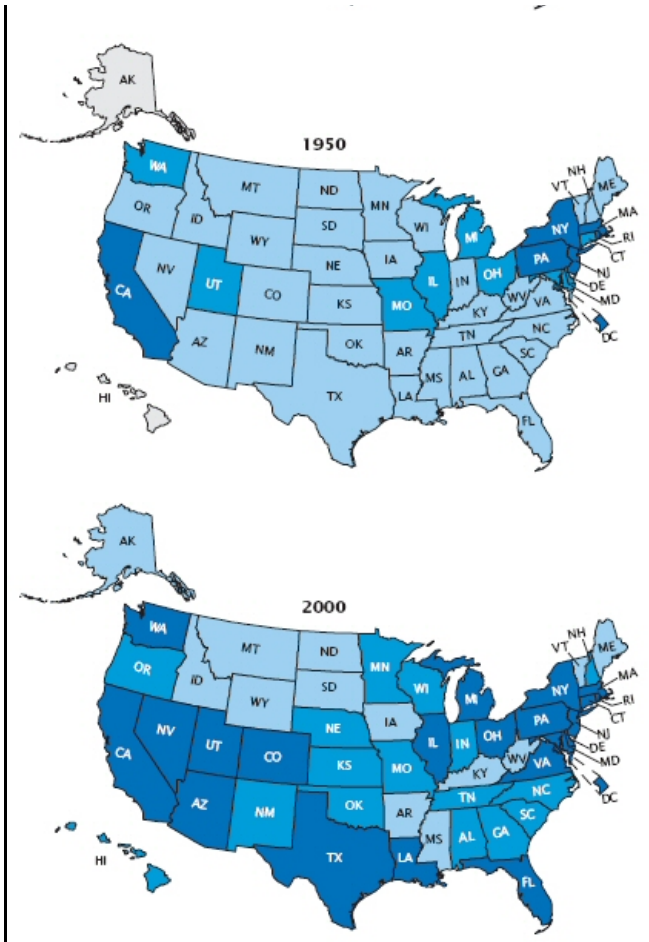 AK
1950
WA
MT
ND
MN
OR
ID
SD
WI
MI
WY
NV
UT
NE
IA
IL
IN
OH
CA
CO
KS
MO
KY
WV
VA
AZ
NM
OK
AR
TN
NC
SC
TX
LA
MS
AL
GA
FL
HI
VT
NH
ME
NY
MA
PA
RI
CT
NJ
DE
MD
DC
AK
2000
WA
MT
ND
MN
OR
ID
SD
WI
MI
WY
NV
UT
NE
IA
IL
IN
OH
CA
CO
KS
MO
KY
WV
VA
AZ
NM
OK
AR
TN
NC
SC
TX
LA
MS
AL
GA
FL
HI
VT
NH
ME
NY
MA
PA
RI
CT
NJ
DE
MD
DC